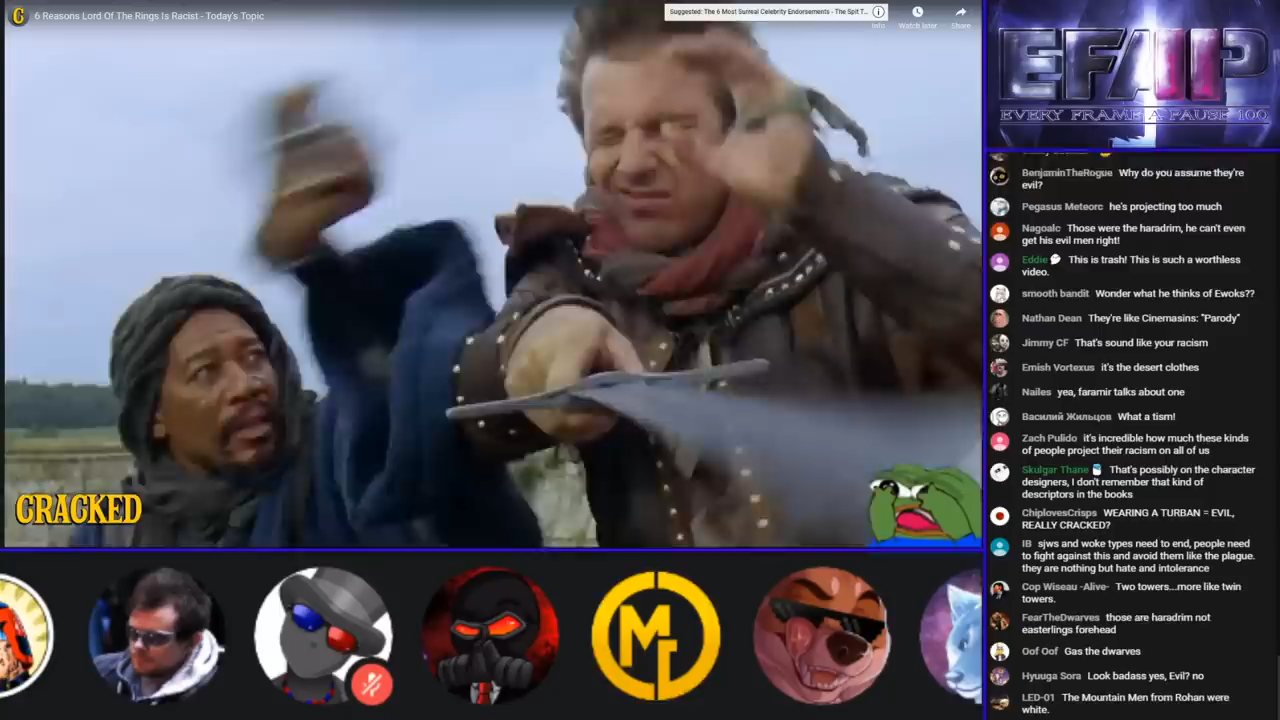 6 Reasons Lord Of The Rings Is Racist - Today's Topic
Suggested: The 6 Most Surreal Celebrity Endorsements - The Spit T...
Info
Watch later
Share
CRACKED
EFAP
EVERY FRAME A PAUSE 100
BenjaminTheRogue Why do you assume they're
evil?
Pegasus Meteorc he's projecting too much
Nagoalc Those were the haradrim, he can't even
get his evil men right!
Eddie This is trash! This is such a worthless
video.
smooth bandit Wonder what he thinks of Ewoks??
Nathan Dean They're like Cinemasins: "Parody"
Jimmy CF That's sound like your racism
Emish Vortexus it's the desert clothes
Nailes yea, faramir talks about one
Василий Жильцов What a tism!
Zach Pulido it's incredible how much these kinds
of people project their racism on all of us
Skulgar Thane That's possibly on the character
designers, I don't remember that kind of
descriptors in the books
ChiplovesCrisps WEARING A TURBAN = EVIL,
REALLY CRACKED?
IB sjws and woke types need to end, people need
to fight against this and avoid them like the plague.
they are nothing but hate and intolerance
Cop Wiseau -Alive- Two towers...more like twin
towers.
FearTheDwarves those are haradrim not
easterlings forehead
Oof Oof Gas the dwarves
Hyuuga Sora Look badass yes, Evil? no
LED-01 The Mountain Men from Rohan were
white.